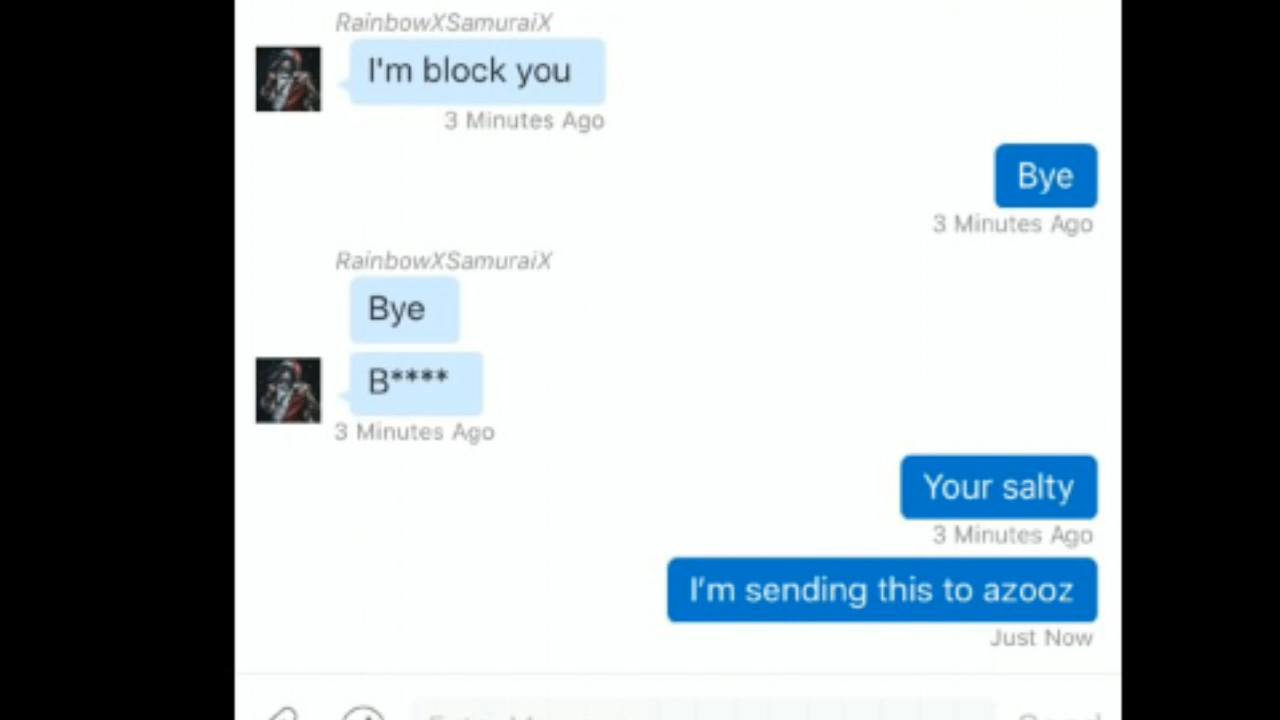 RainbowXSamuraiX
I'm block you
3 Minutes Ago
Bye
3 Minutes Ago
RainbowXSamuraiX
Bye
B****
3 Minutes Ago
Your salty
3 Minutes Ago
I'm sending this to azooz
Just Now